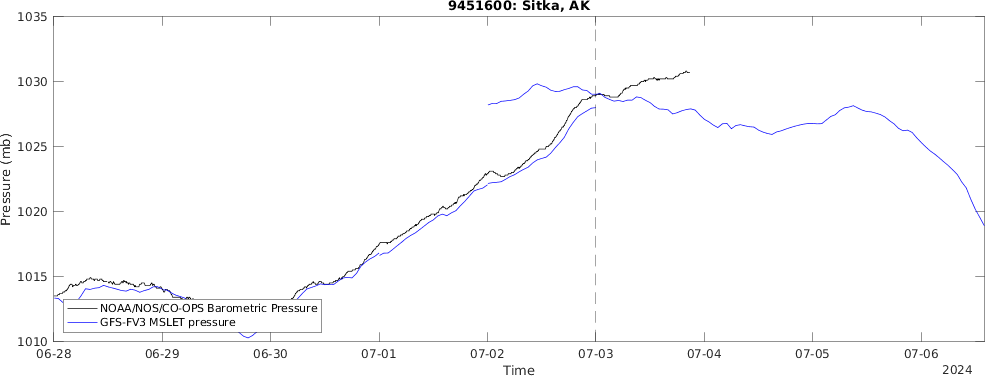 9451600: Sitka, AK
1035
1030
1025
1020
1015
1010
Pressure (mb)
NOAA/NOS/CO-OPS Barometric Pressure
GFS-FV3 MSLET pressure
06-28 06-29 06-30 07-01 07-02 07-03 07-04 07-05 07-06
Time
2024